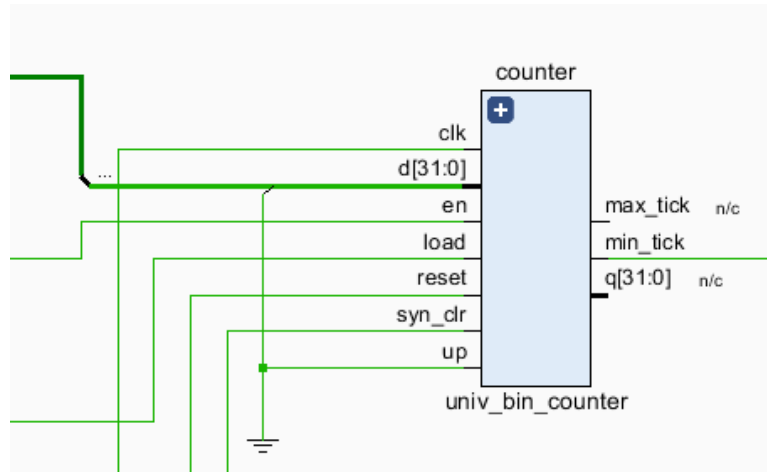 counter
+
clk
...
d[31:0]
en
max_tick n/c
load
min_tick
reset
q[31:0] n/c
syn_clr
up
univ_bin_counter